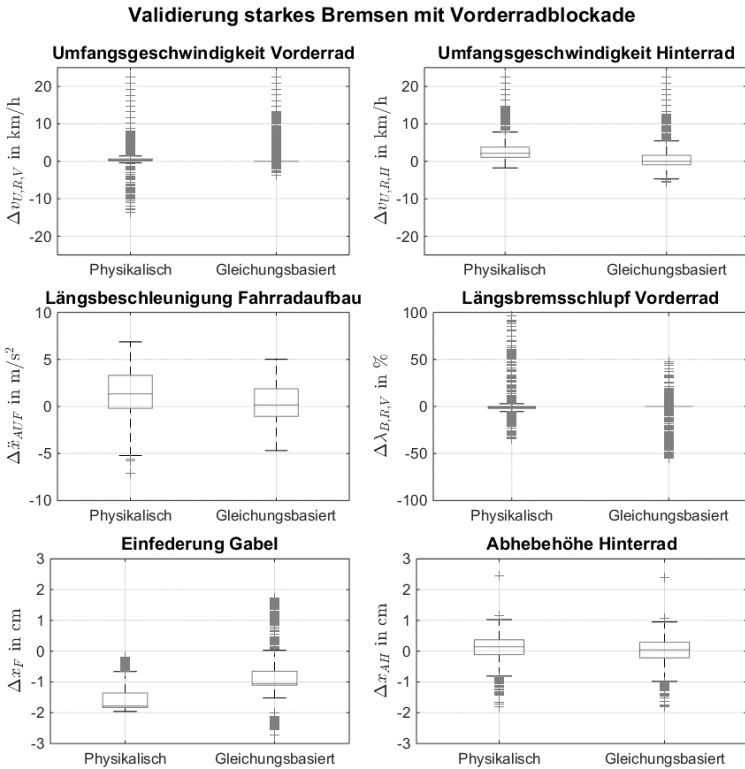 Validierung starkes Bremsen mit Vorderradblockade
Umfangsgeschwindigkeit Vorderrad
Δv_{U,R,V} in km/h
20
10
0
-10
-20
Physikalisch Gleichungsbasiert
Umfangsgeschwindigkeit Hinterrad
Δv_{U,R,H} in km/h
20
10
0
-10
-20
Physikalisch Gleichungsbasiert
Längsbeschleunigung Fahrradaufbau
Δẍ_{AUF} in m/s²
10
5
0
-5
-10
Physikalisch Gleichungsbasiert
Längsbremsschlupf Vorderrad
Δλ_{B,R,V} in %
100
50
0
-50
-100
Physikalisch Gleichungsbasiert
Einfederung Gabel
Δx_F in cm
3
2
1
0
-1
-2
-3
Physikalisch Gleichungsbasiert
Abhebehöhe Hinterrad
Δx_{AH} in cm
3
2
1
0
-1
-2
-3
Physikalisch Gleichungsbasiert